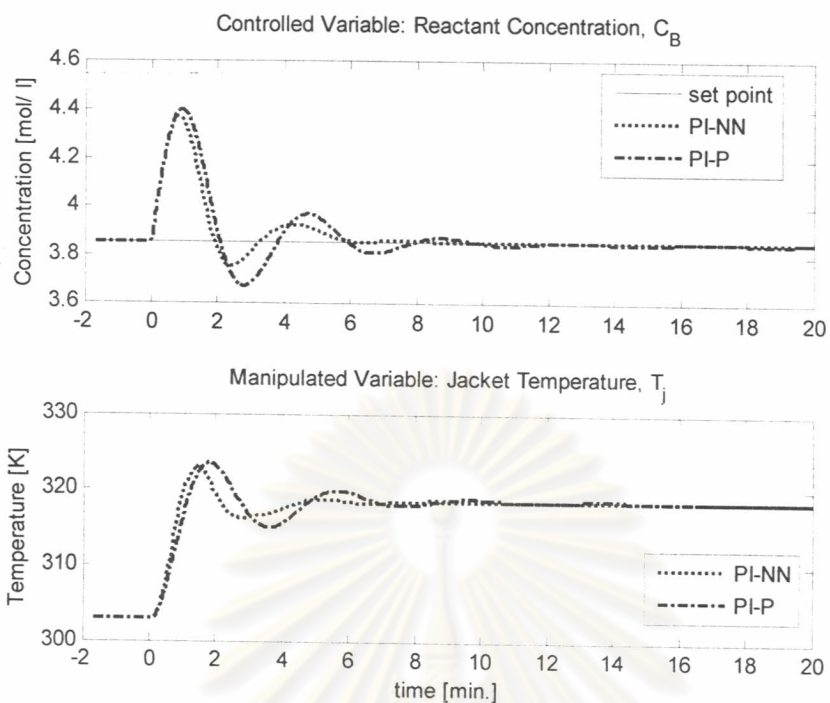 Controlled Variable: Reactant Concentration, C_B
Concentration [mol/ l]
4.6
4.4
4.2
4
3.8
3.6
set point
PI-NN
PI-P
-2 0 2 4 6 8 10 12 14 16 18 20
Manipulated Variable: Jacket Temperature, T_j
Temperature [K]
330
320
310
300
PI-NN
PI-P
-2 0 2 4 6 8 10 12 14 16 18 20
time [min.]